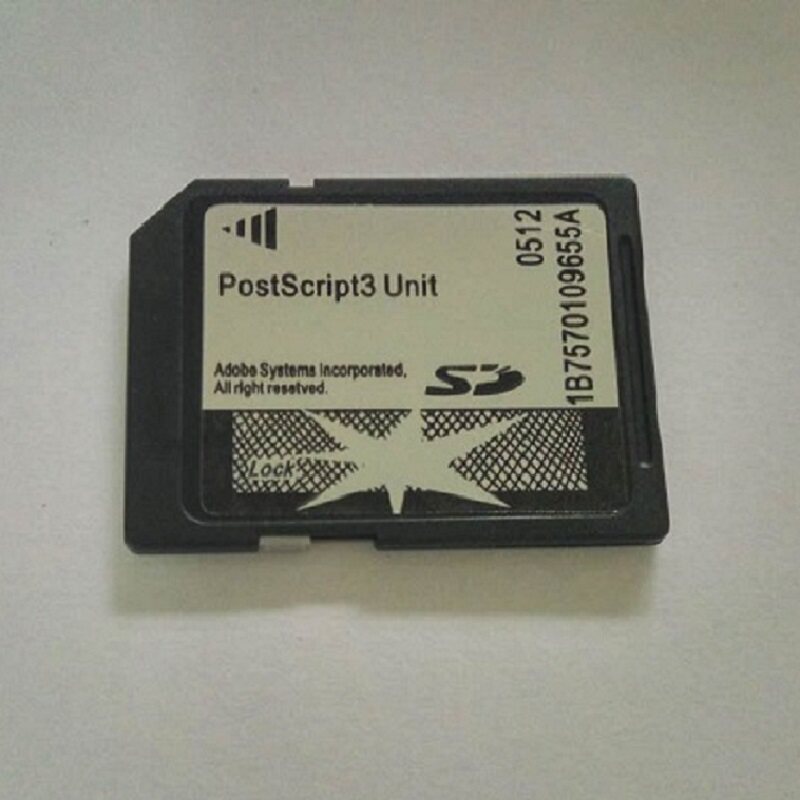 PostScript3 Unit
Adobe Systems Incorporated,
All right resetved.
SD
Lock
0512
1B7570109655A